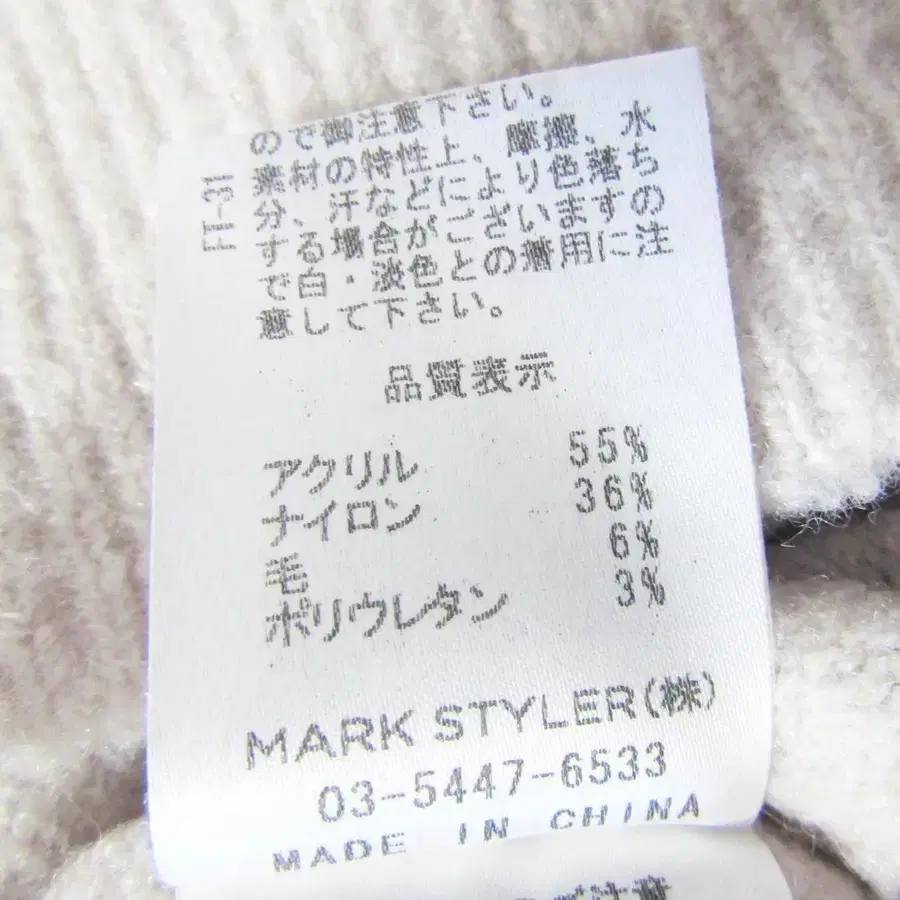 ので御注意下さい。
素材の特性上、摩擦、水
分、汗などにより色落ち
する場合がございますの
で白・淡色との着用に注
意して下さい。
FT-31
品質表示
アクリル 55%
ナイロン 36%
毛 6%
ポリウレタン 3%
MARK STYLER(株)
03-5447-6533
MADE IN CHINA